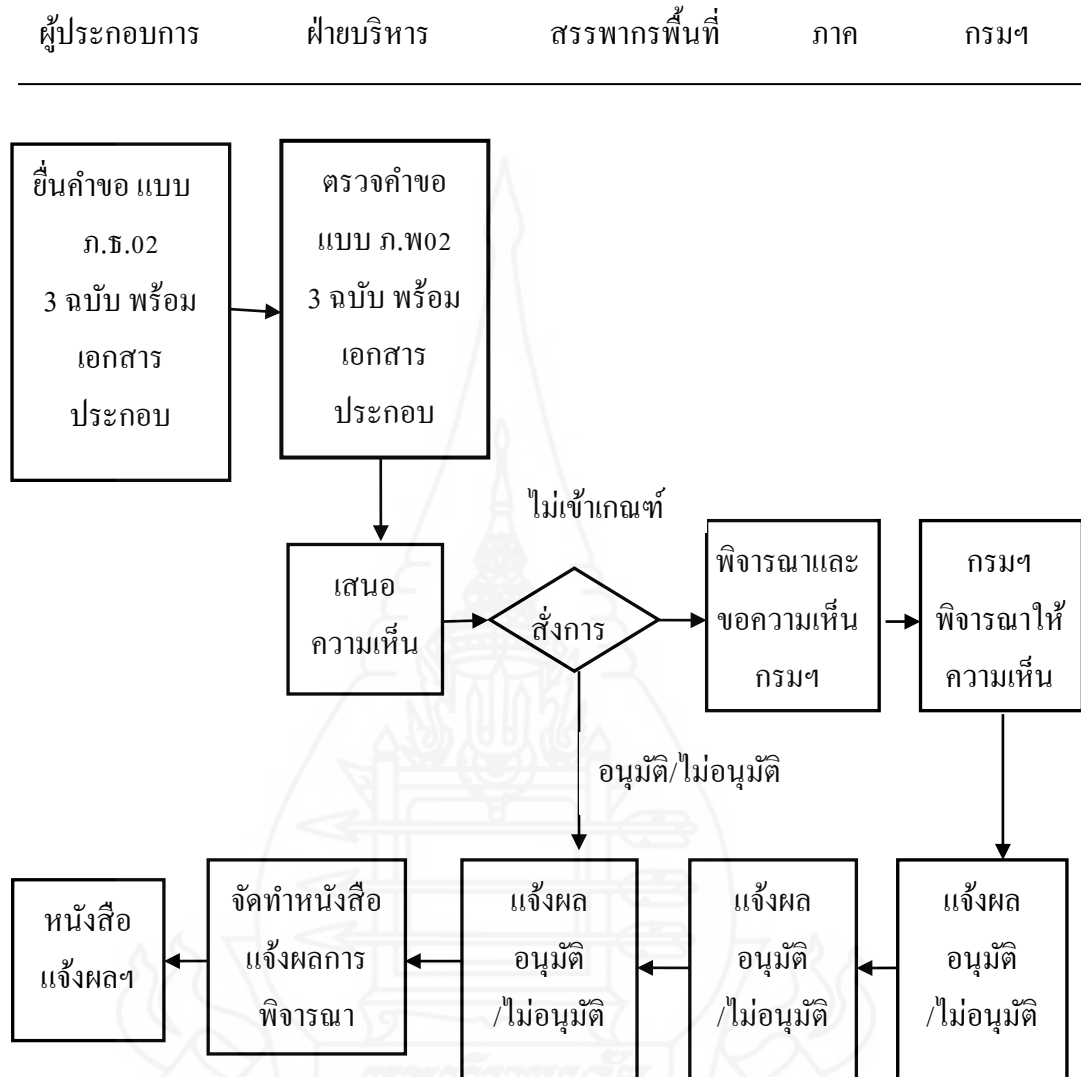 ผู้ประกอบการ ฝ่ายบริหาร สรรพากรพื้นที่ ภาค กรมฯ
ยื่นคำขอ แบบ
ภ.ธ.02
3 ฉบับ พร้อม
เอกสาร
ประกอบ
ตรวจคำขอ
แบบ ภ.พ02
3 ฉบับ พร้อม
เอกสาร
ประกอบ
เสนอ
ความเห็น
สั่งการ
ไม่เข้าเกณฑ์
พิจารณาและ
ขอความเห็น
กรมฯ
กรมฯ
พิจารณาให้
ความเห็น
อนุมัติ/ไม่อนุมัติ
หนังสือ
แจ้งผลฯ
จัดทำหนังสือ
แจ้งผลการ
พิจารณา
แจ้งผล
อนุมัติ
/ไม่อนุมัติ
แจ้งผล
อนุมัติ
/ไม่อนุมัติ
แจ้งผล
อนุมัติ
/ไม่อนุมัติ